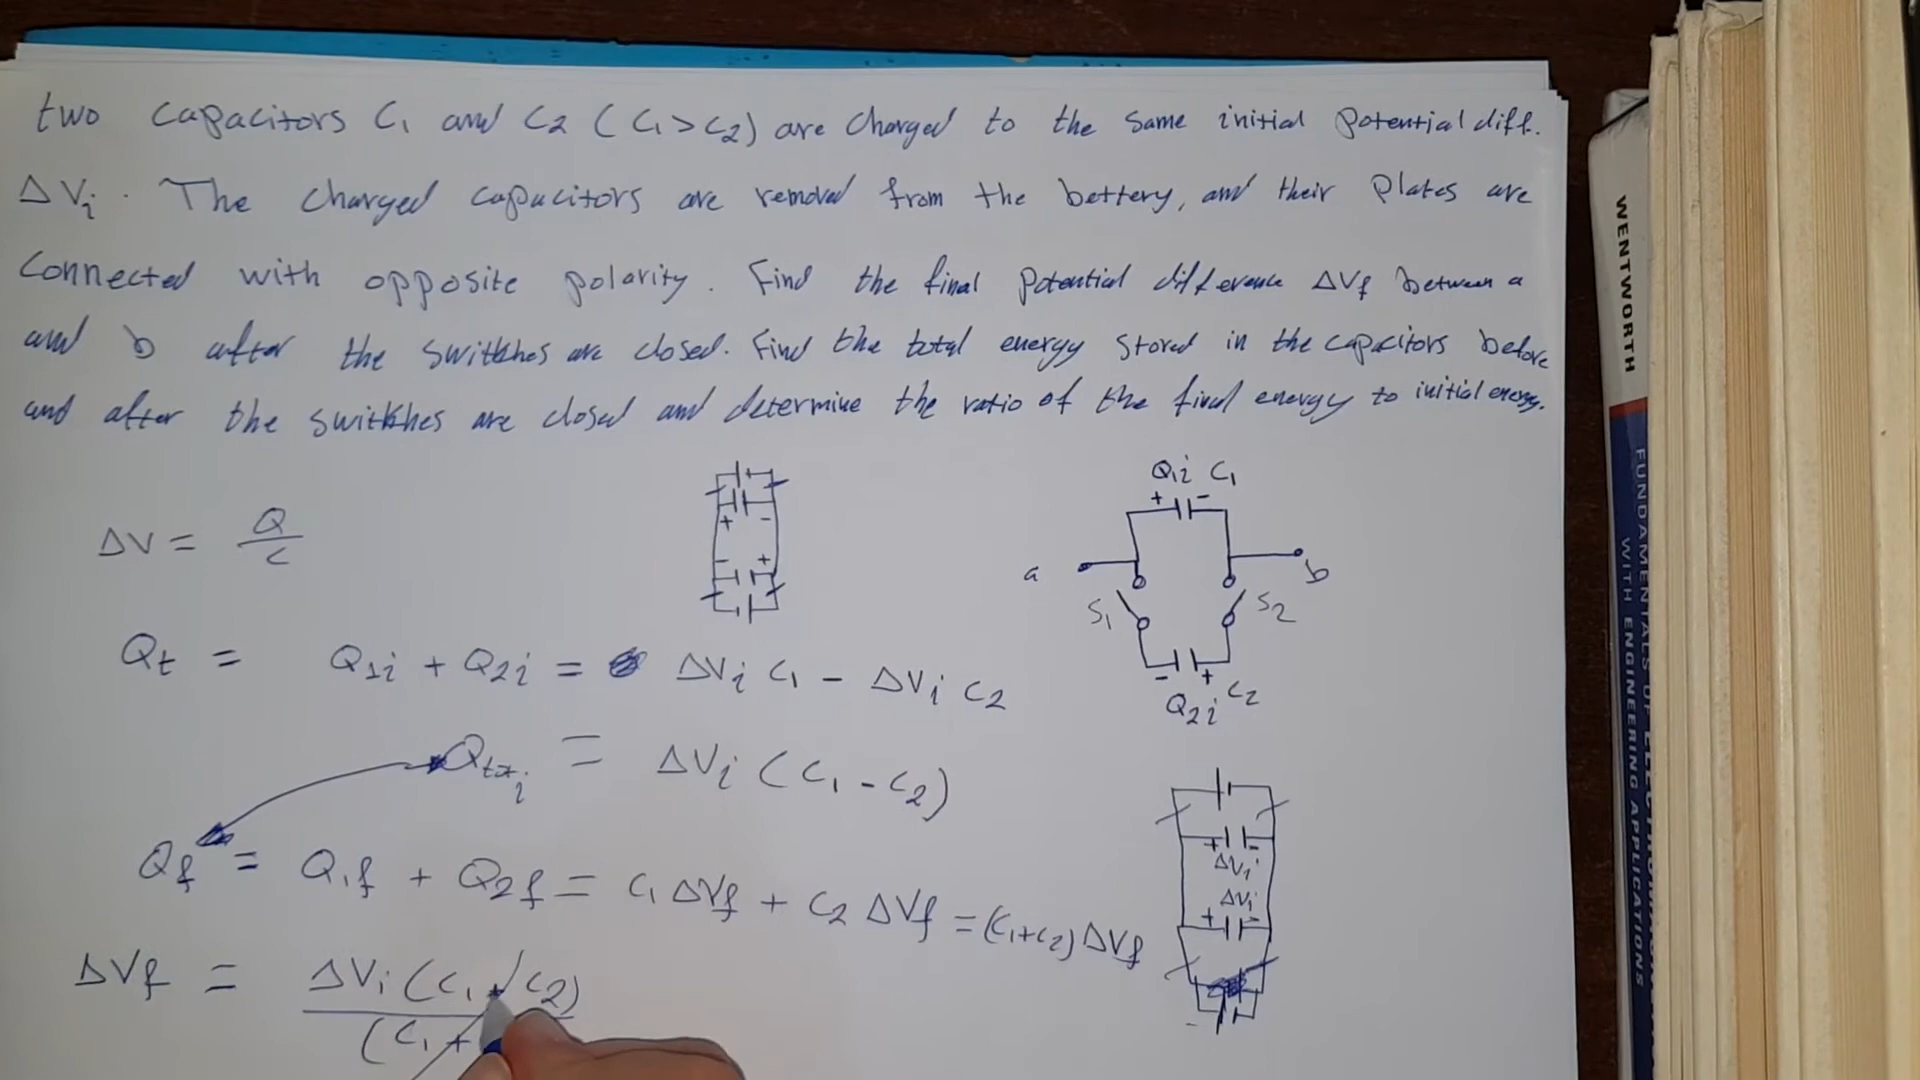 two capacitors C₁ and C₂ (C₁>C₂) are charged to the same initial potential diff.
ΔVi. The charged capacitors are removed from the bettery, and their plates are
connected with opposite polarity. Find the final potential difference ΔVf between a
and b after the switches are closed. Find the total energy stored in the capacitors before
and after the switches are closed and determine the ratio of the final energy to initial energy.
ΔV = Q/C
+ -
- +
Q1i C₁
+ -
a
b
S₁
S₂
- +
Q2i C₂
Qt = Q1i + Q2i = ΔVi C₁ - ΔVi C₂
Qtot i = ΔVi (C₁ - C₂)
Qf = Q1f + Q2f = C₁ ΔVf + C₂ ΔVf = (C₁+C₂) ΔVf
+ -
ΔVi
ΔVi
+ -
-
ΔVf = ΔVi (C₁ C₂)
(C₁ +
WENTWORTH
FUNDAMENTALS OF
WITH ENGINEERING APPLICATIONS